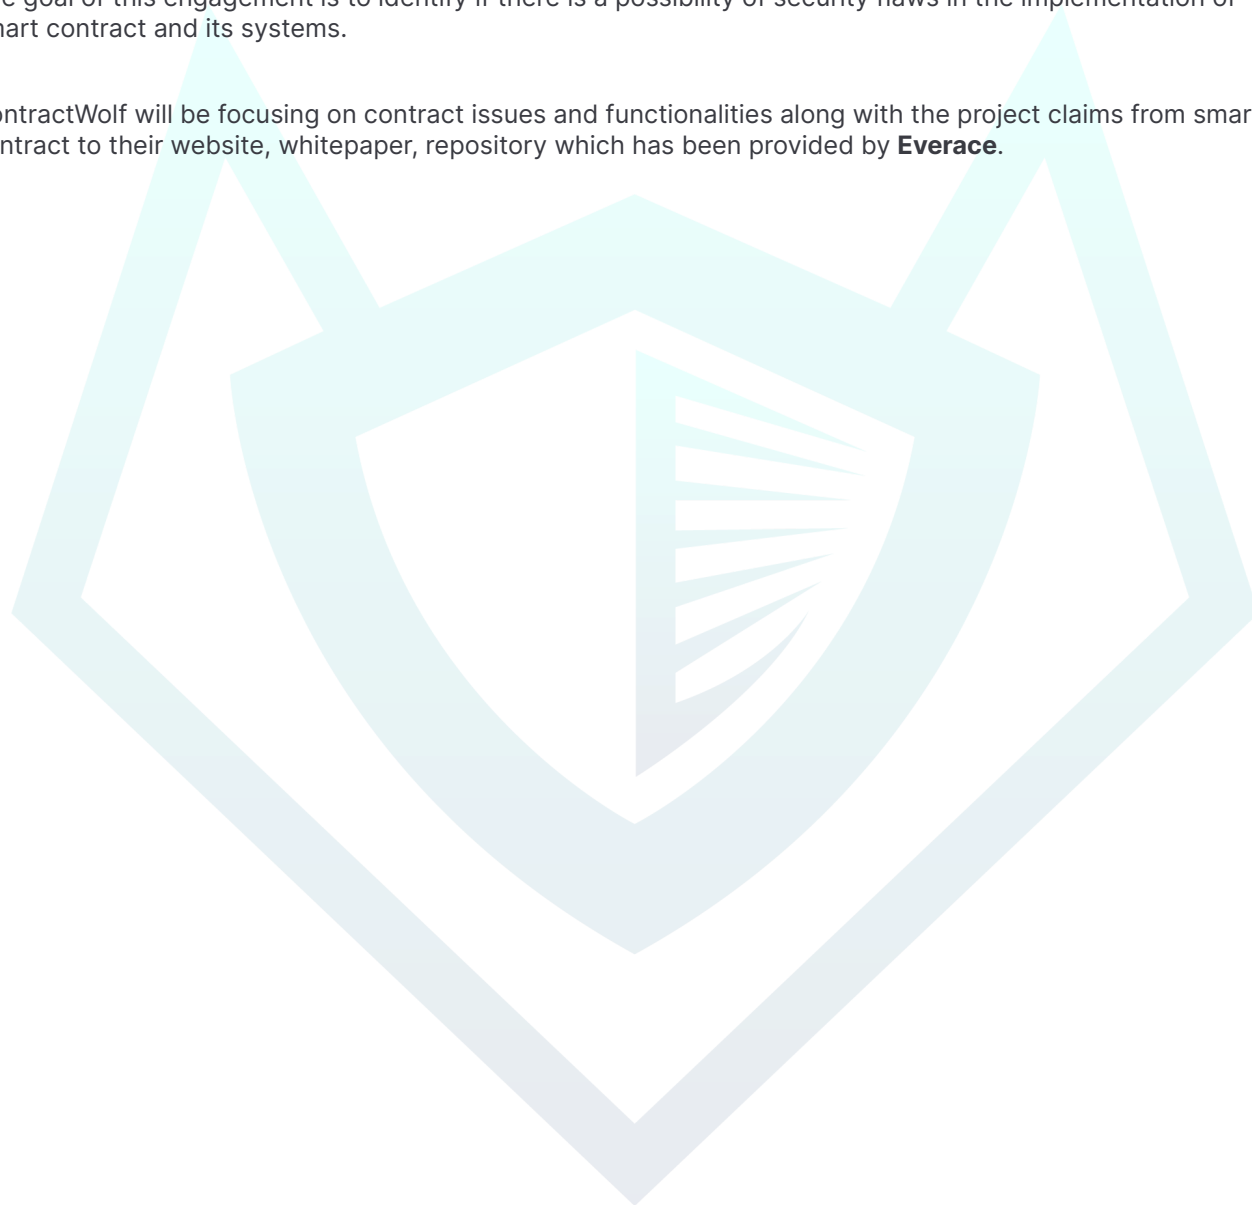 e goal of this engagement is to identify if there is a possibility of security flaws in the implementation of
art contract and its systems.
ontractWolf will be focusing on contract issues and functionalities along with the project claims from smar
ntract to their website, whitepaper, repository which has been provided by Everace.